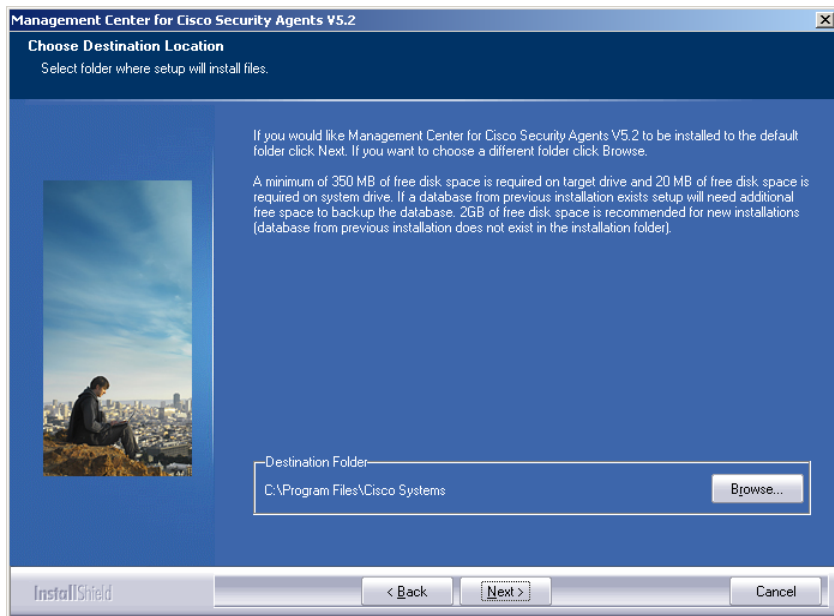 Management Center for Cisco Security Agents V5.2
Choose Destination Location
Select folder where setup will install files.
If you would like Management Center for Cisco Security Agents V5.2 to be installed to the default
folder click Next. If you want to choose a different folder click Browse.
A minimum of 350 MB of free disk space is required on target drive and 20 MB of free disk space is
required on system drive. If a database from previous installation exists setup will need additional
free space to backup the database. 2GB of free disk space is recommended for new installations
(database from previous installation does not exist in the installation folder).
Destination Folder
C:\Program Files\Cisco Systems
Browse...
InstallShield
< Back
Next >
Cancel